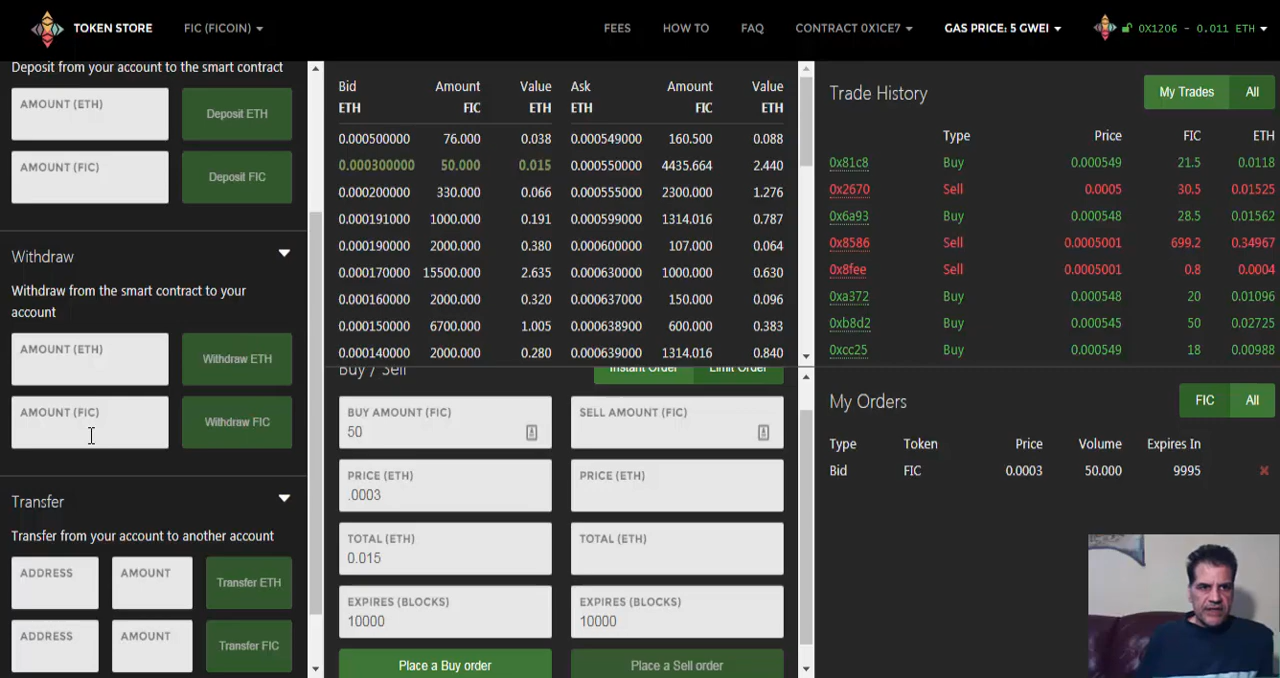 TOKEN STORE FIC (FICOIN) FEES HOW TO FAQ CONTRACT 0X1CE7 GAS PRICE: 5 GWEI 0X1206 - 0.011 ETH
Deposit from your account to the smart contract
AMOUNT (ETH)
Deposit ETH
AMOUNT (FIC)
Deposit FIC
Withdraw
Withdraw from the smart contract to your
account
AMOUNT (ETH)
Withdraw ETH
AMOUNT (FIC)
Withdraw FIC
Transfer
Transfer from your account to another account
ADDRESS AMOUNT Transfer ETH
ADDRESS AMOUNT Transfer FIC
Bid Amount Value Ask Amount Value
ETH FIC ETH ETH FIC ETH
0.000500000 76.000 0.038 0.000549000 160.500 0.088
0.000300000 50.000 0.015 0.000550000 4435.664 2.440
0.000200000 330.000 0.066 0.000555000 2300.000 1.276
0.000191000 1000.000 0.191 0.000599000 1314.016 0.787
0.000190000 2000.000 0.380 0.000600000 107.000 0.064
0.000170000 15500.000 2.635 0.000630000 1000.000 0.630
0.000160000 2000.000 0.320 0.000637000 150.000 0.096
0.000150000 6700.000 1.005 0.000638900 600.000 0.383
0.000140000 2000.000 0.280 0.000639000 1314.016 0.840
Buy / Sell Instant Order Limit Order
BUY AMOUNT (FIC) SELL AMOUNT (FIC)
50
PRICE (ETH) PRICE (ETH)
.0003
TOTAL (ETH) TOTAL (ETH)
0.015
EXPIRES (BLOCKS) EXPIRES (BLOCKS)
10000 10000
Place a Buy order Place a Sell order
Trade History My Trades All
Type Price FIC ETH
0x81c8 Buy 0.000549 21.5 0.0118
0x2670 Sell 0.0005 30.5 0.01525
0x6a93 Buy 0.000548 28.5 0.01562
0x8586 Sell 0.0005001 699.2 0.34967
0x8fee Sell 0.0005001 0.8 0.0004
0xa372 Buy 0.000548 20 0.01096
0xb8d2 Buy 0.000545 50 0.02725
0xcc25 Buy 0.000549 18 0.00988
My Orders FIC All
Type Token Price Volume Expires In
Bid FIC 0.0003 50.000 9995